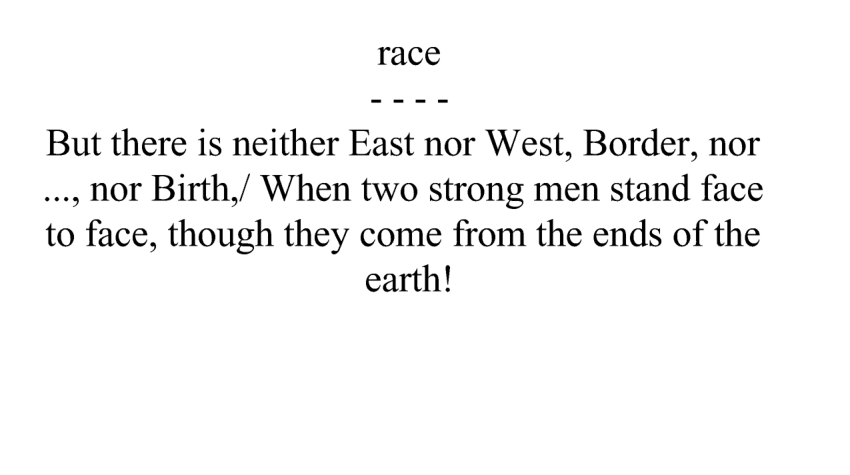 race
- - - -
But there is neither East nor West, Border, nor
..., nor Birth,/ When two strong men stand face
to face, though they come from the ends of the
earth!